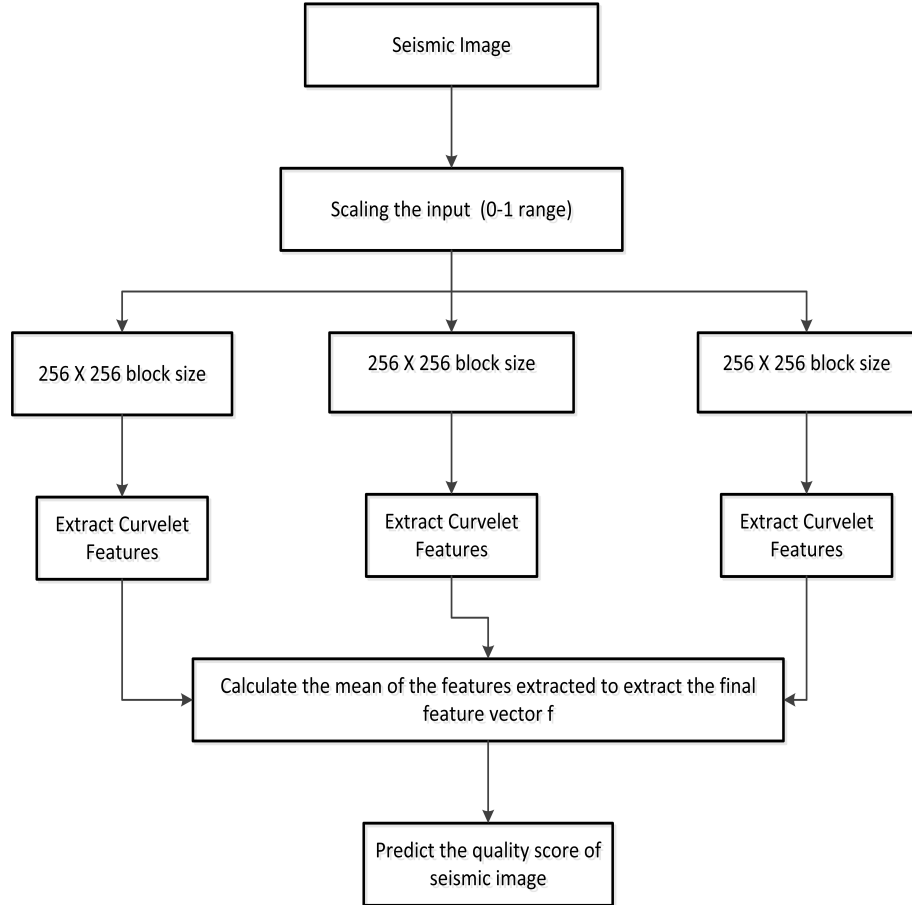 Seismic Image
Scaling the input (0-1 range)
256 X 256 block size
256 X 256 block size
256 X 256 block size
Extract Curvelet
Features
Extract Curvelet
Features
Extract Curvelet
Features
Calculate the mean of the features extracted to extract the final
feature vector f
Predict the quality score of
seismic image